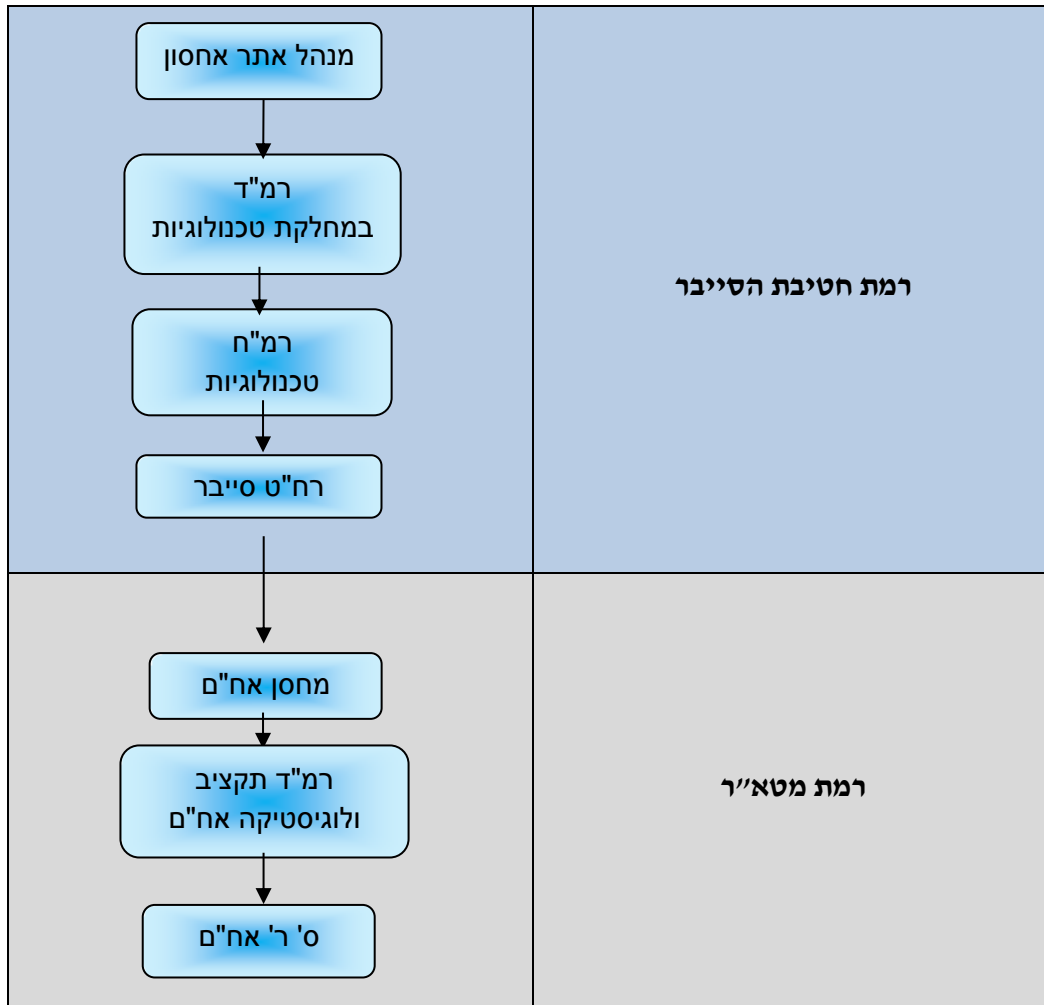 מנהל אתר אחסון
רמ"ד
במחלקת טכנולוגיות
רמת חטיבת הסייבר
רמ"ח
טכנולוגיות
רח"ט סייבר
מחסן אח"ם
רמ"ד תקציב
ולוגיסטיקה אח"ם
רמת מטא״ר
ס' ר' אח"ם